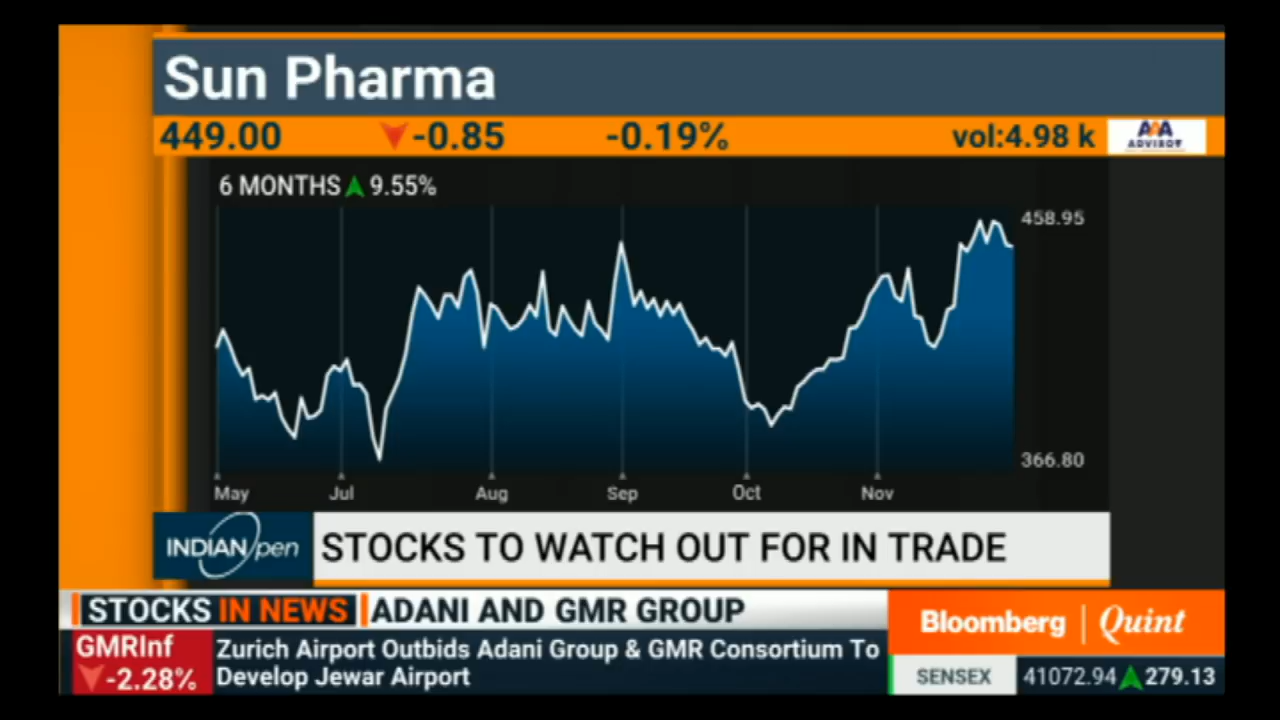 Sun Pharma
449.00 -0.85 -0.19% vol:4.98 k
AAA
ADVISOR
6 MONTHS 9.55%
458.95
366.80
May Jul Aug Sep Oct Nov
INDIAN Open STOCKS TO WATCH OUT FOR IN TRADE
STOCKS IN NEWS ADANI AND GMR GROUP
GMRInf
-2.28%
Zurich Airport Outbids Adani Group & GMR Consortium To
Develop Jewar Airport
Bloomberg | Quint
SENSEX 41072.94 279.13